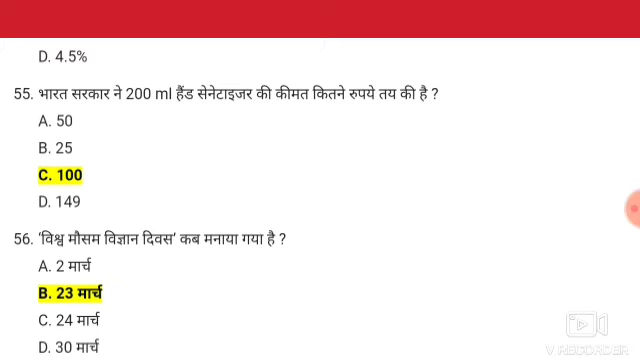 D. 4.5%
55. भारत सरकार ने 200 ml हैंड सेनेटाइजर की कीमत कितने रुपये तय की है ?
A. 50
B. 25
C. 100
D. 149
56. ‘विश्व मौसम विज्ञान दिवस’ कब मनाया गया है ?
A. 2 मार्च
B. 23 मार्च
C. 24 मार्च
D. 30 मार्च
V RECORDER